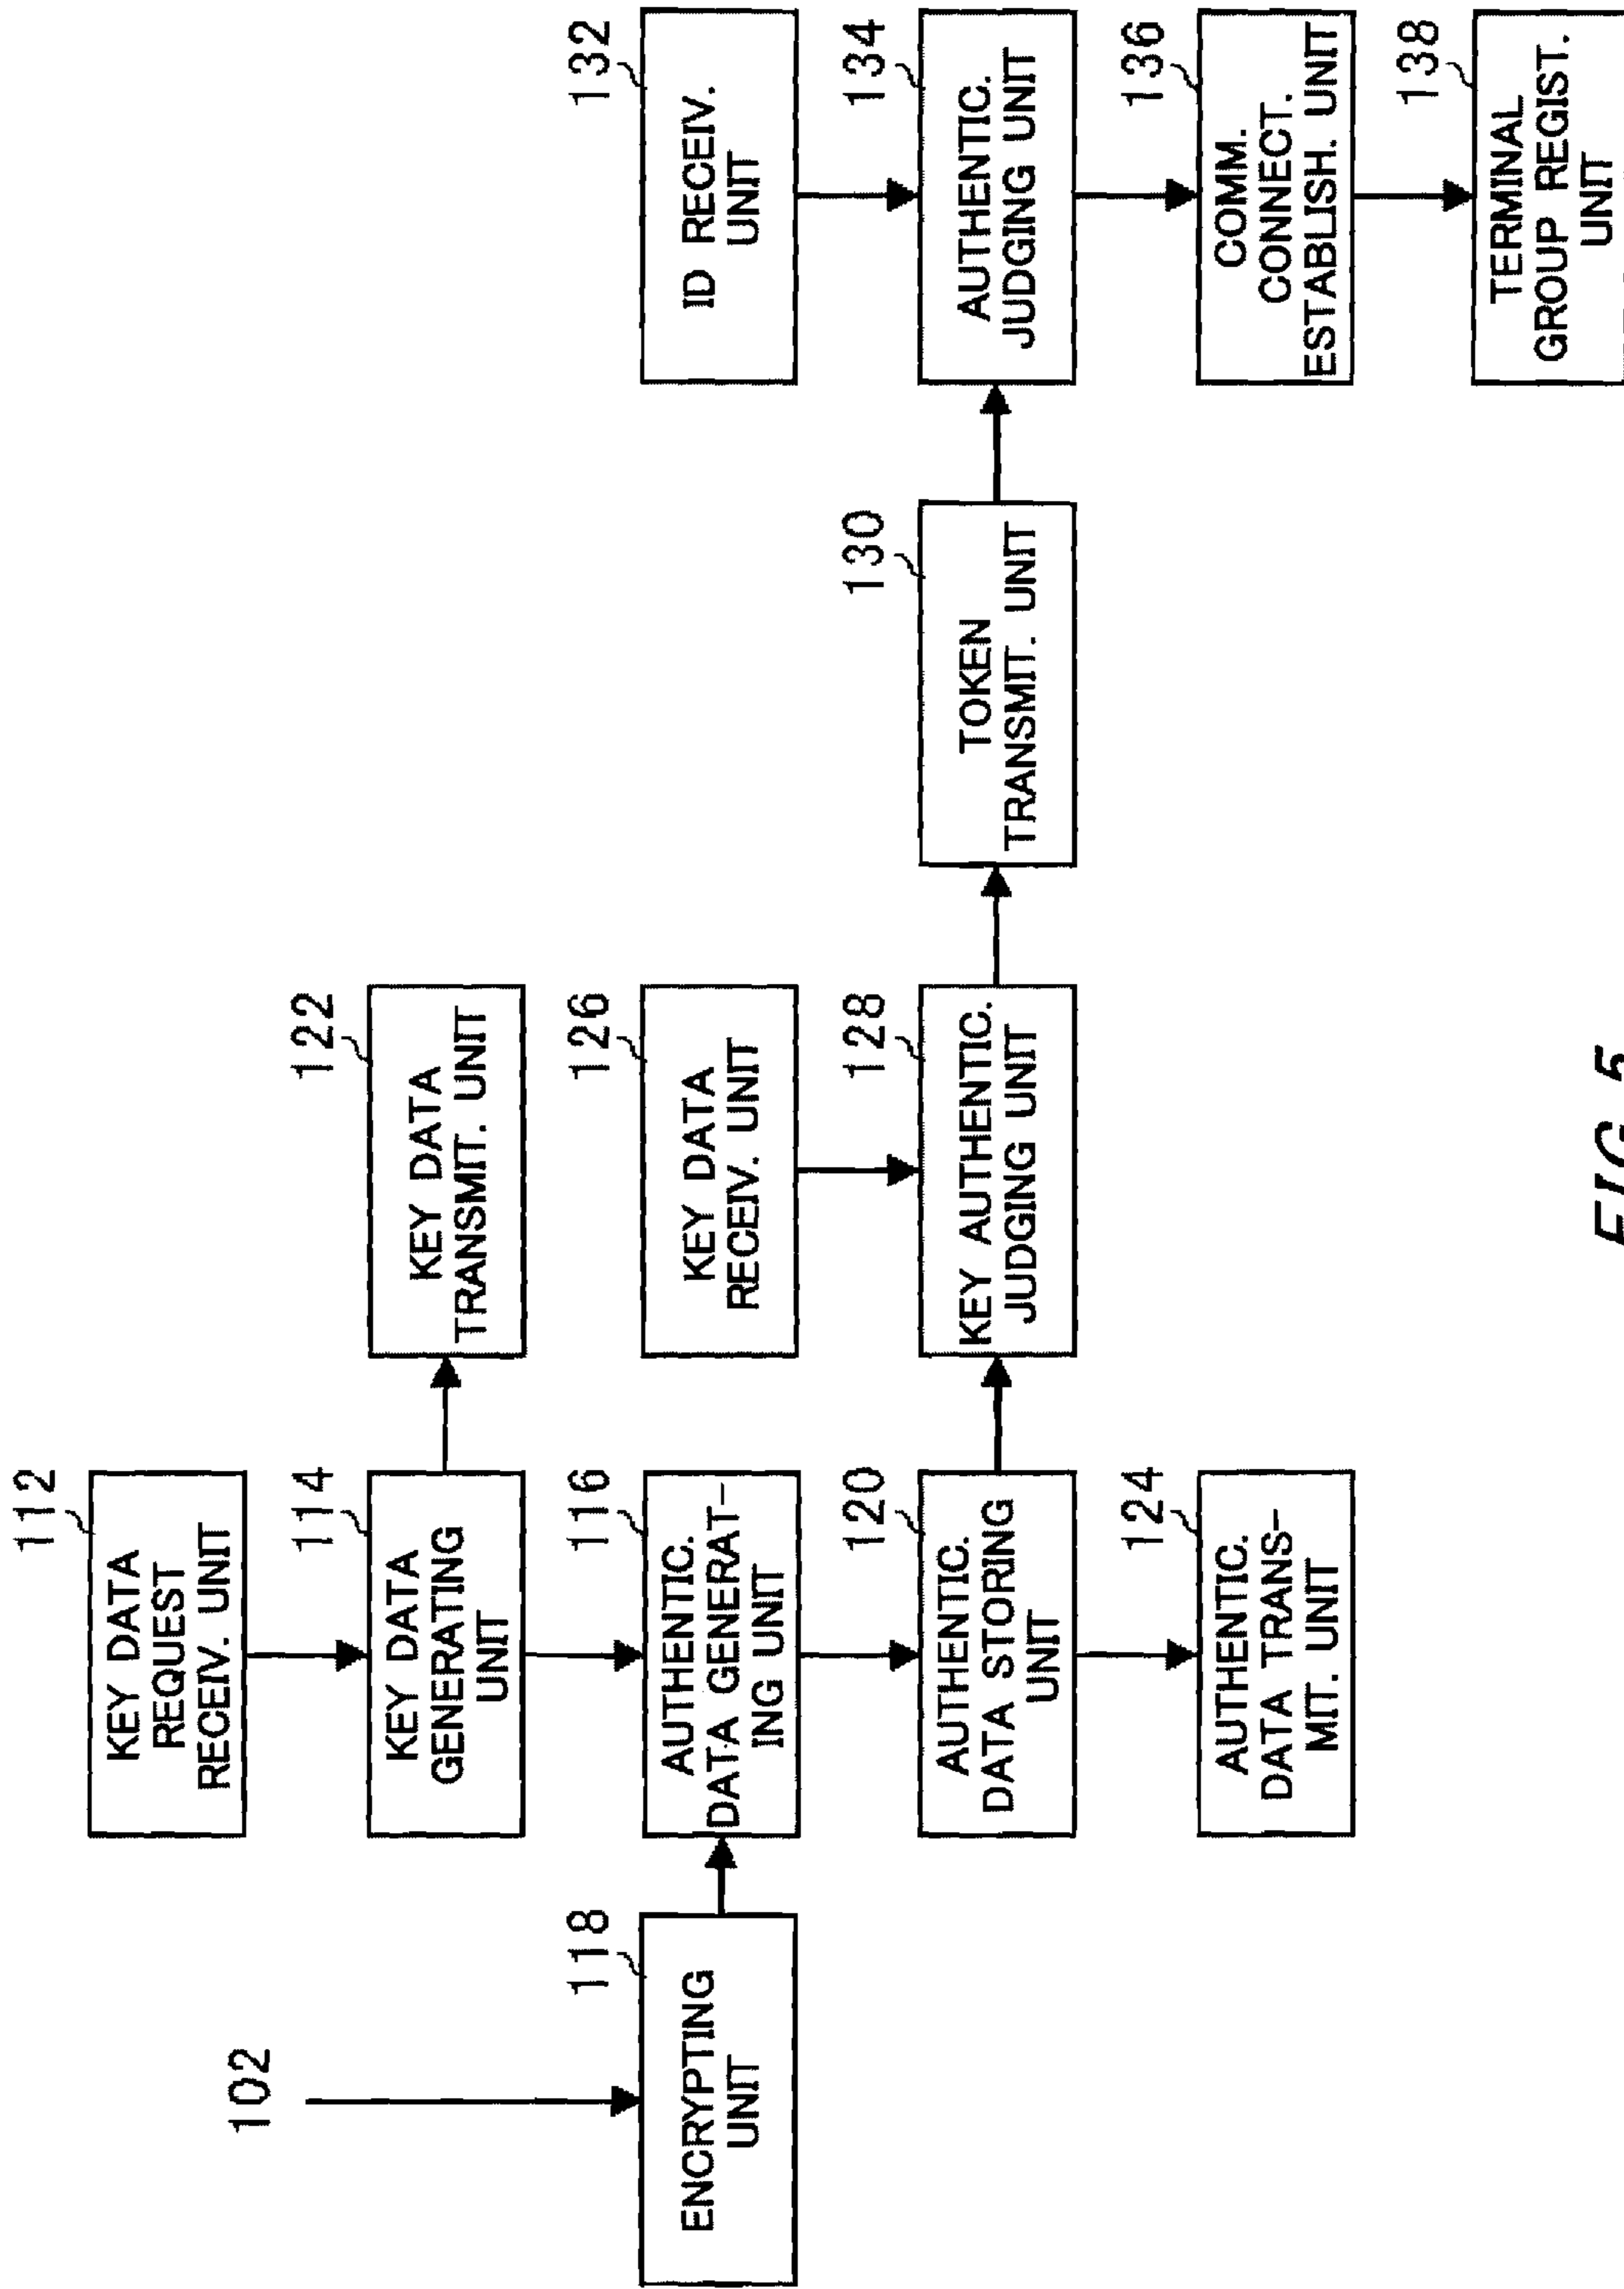 102
118
ENCRYPTING
UNIT
112
KEY DATA
REQUEST
RECEIV. UNIT
114
KEY DATA
GENERATING
UNIT
116
AUTHENTIC.
DATA GENERAT-
ING UNIT
120
AUTHENTIC.
DATA STORING
UNIT
124
AUTHENTIC.
DATA TRANS-
MIT. UNIT
122
KEY DATA
TRANSMIT. UNIT
126
KEY DATA
RECEIV. UNIT
128
KEY AUTHENTIC.
JUDGING UNIT
130
TOKEN
TRANSMIT. UNIT
132
ID RECEIV.
UNIT
134
AUTHENTIC.
JUDGING UNIT
136
COMM.
CONNECT.
ESTABLISH. UNIT
138
TERMINAL
GROUP REGIST.
UNIT
FIG. 5